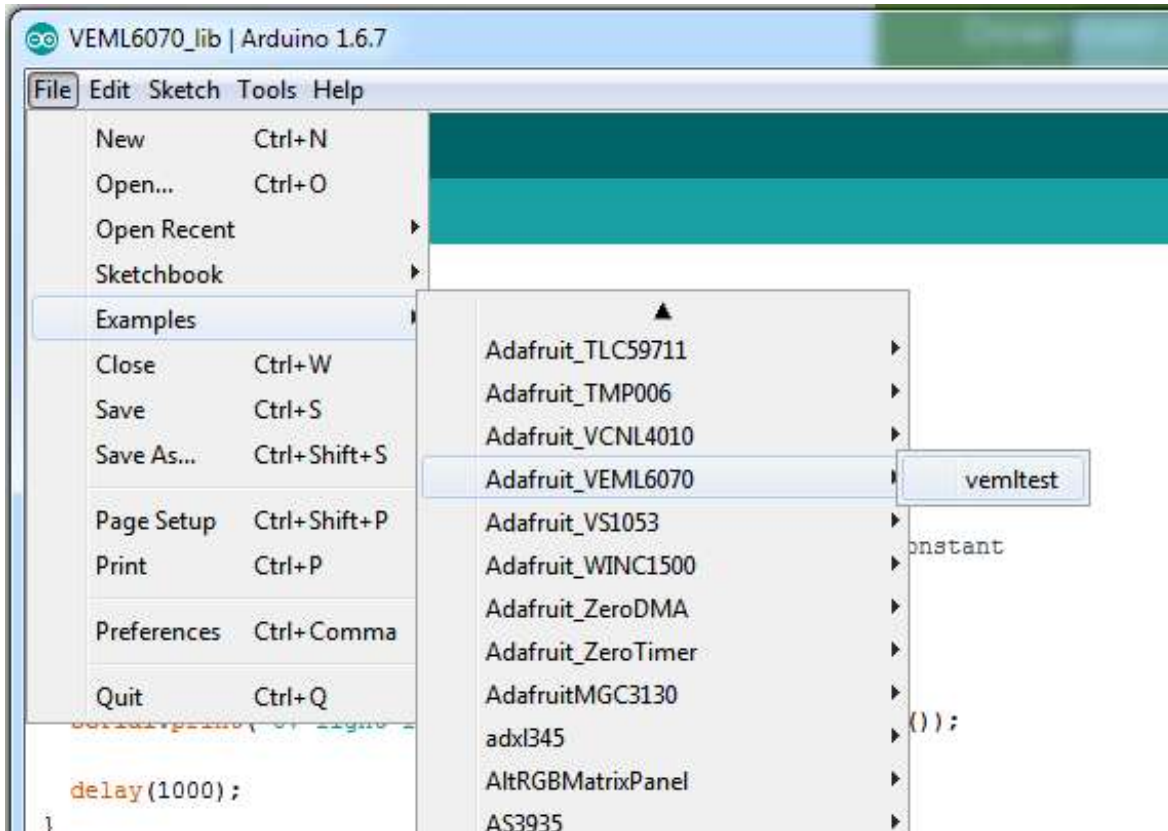 VEML6070_lib | Arduino 1.6.7
File Edit Sketch Tools Help
New Ctrl+N
Open... Ctrl+O
Open Recent
Sketchbook
Examples
Close Ctrl+W
Save Ctrl+S
Save As... Ctrl+Shift+S
Page Setup Ctrl+Shift+P
Print Ctrl+P
Preferences Ctrl+Comma
Quit Ctrl+Q
Adafruit_TLC59711
Adafruit_TMP006
Adafruit_VCNL4010
Adafruit_VEML6070
Adafruit_VS1053
Adafruit_WINC1500
Adafruit_ZeroDMA
Adafruit_ZeroTimer
AdafruitMGC3130
adxl345
AltRGBMatrixPanel
AS3935
vemltest
onstant
());
delay(1000);
}